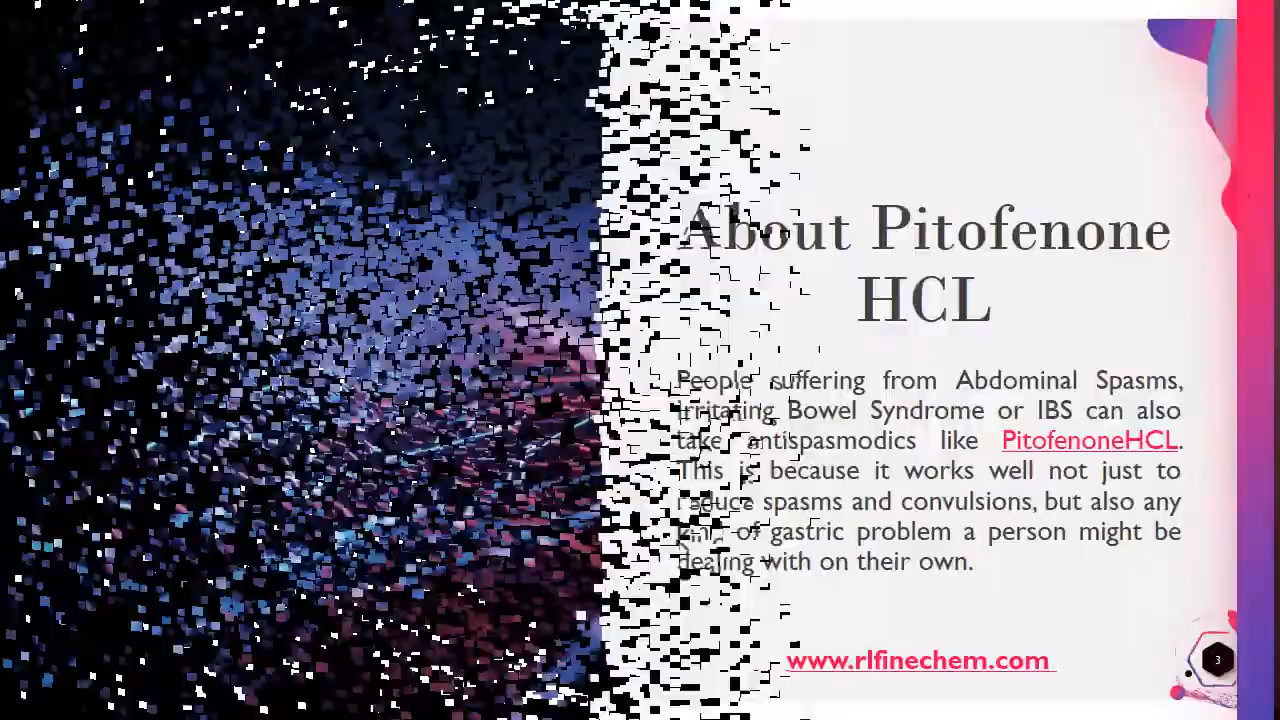 About Pitofenone
HCL
People suffering from Abdominal Spasms,
Irritating Bowel Syndrome or IBS can also
take antispasmodics like PitofenoneHCL.
This is because it works well not just to
reduce spasms and convulsions, but also any
kind of gastric problem a person might be
dealing with on their own.
www.rlfinechem.com
3